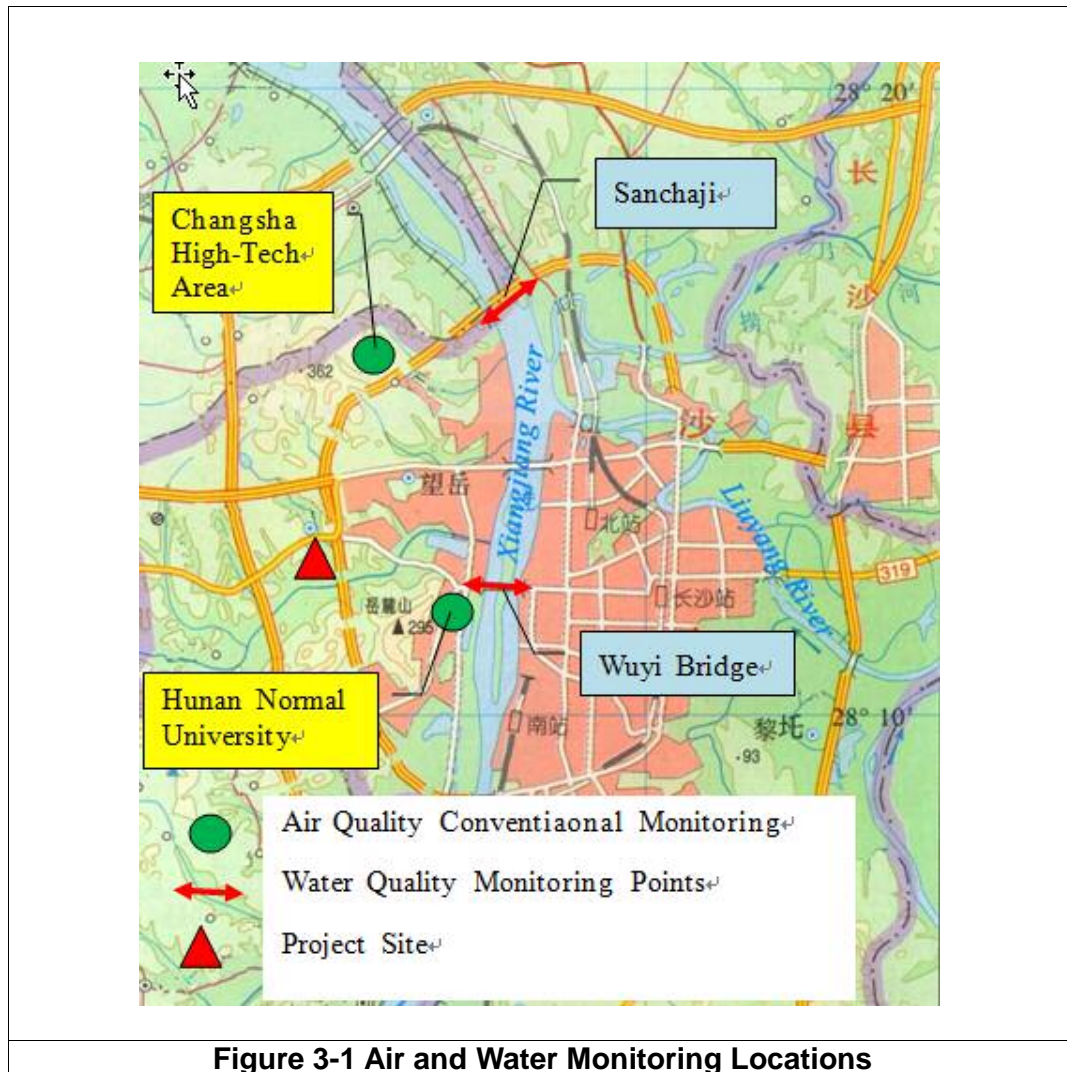 28° 20'
长
Sanchaji↵
Changsha
High-Tech↵
Area↵
沙
河
捞
362
Xiangjiang River
沙
县
望岳
北站
Liuyang River
319
长沙站
岳麓山
295
Wuyi Bridge↵
Hunan Normal
University↵
南站
28° 10'
黎圫
93
Air Quality Conventiaonal Monitoring↵
Water Quality Monitoring Points↵
Project Site↵
Figure 3-1 Air and Water Monitoring Locations